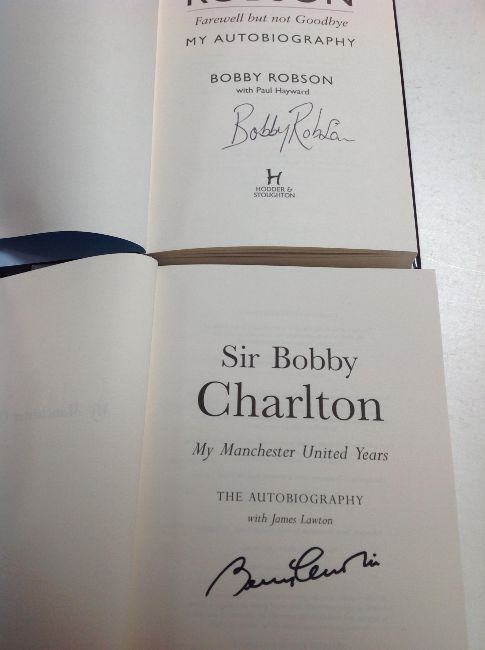 ROBSON
Farewell but not Goodbye
MY AUTOBIOGRAPHY
BOBBY ROBSON
with Paul Hayward
Bobby Robson
H
HODDER &
STOUGHTON
Sir Bobby
Charlton
My Manchester United Years
THE AUTOBIOGRAPHY
with James Lawton